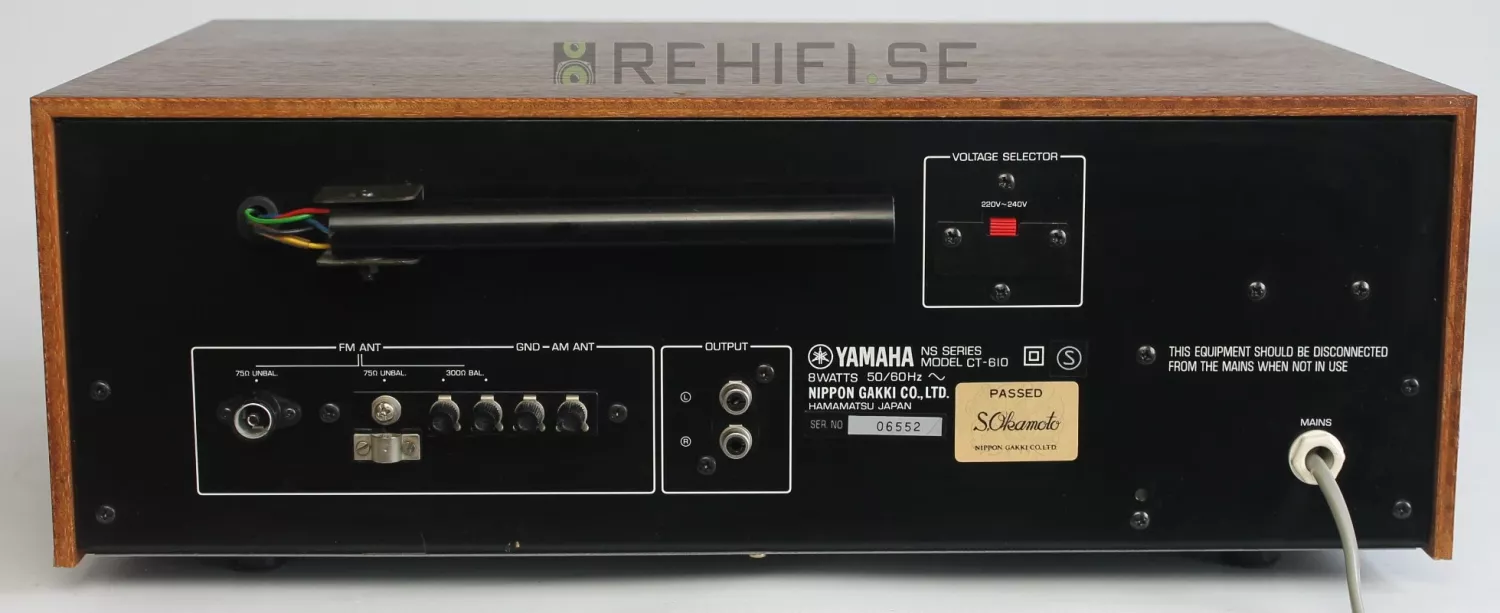 REHIFI.SE
VOLTAGE SELECTOR
220V~240V
FM ANT
GND - AM ANT
75Ω UNBAL.
75Ω UNBAL.
300Ω BAL.
OUTPUT
L
R
YAMAHA NS SERIES
MODEL CT-610
S
8 WATTS 50/60Hz ~
NIPPON GAKKI CO., LTD.
HAMAMATSU JAPAN
SER. NO 06552
PASSED
S.Okamoto
NIPPON GAKKI CO. LTD
THIS EQUIPMENT SHOULD BE DISCONNECTED
FROM THE MAINS WHEN NOT IN USE
MAINS